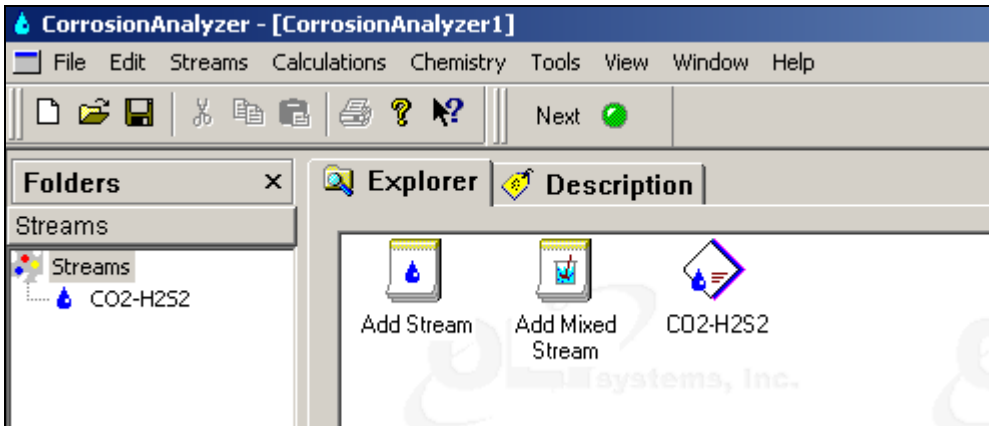 CorrosionAnalyzer - [CorrosionAnalyzer1]
File Edit Streams Calculations Chemistry Tools View Window Help
Next
Folders
Explorer
Description
Streams
Streams
CO2-H2S2
Add Stream
Add Mixed
Stream
CO2-H2S2
OLI
systems, Inc.